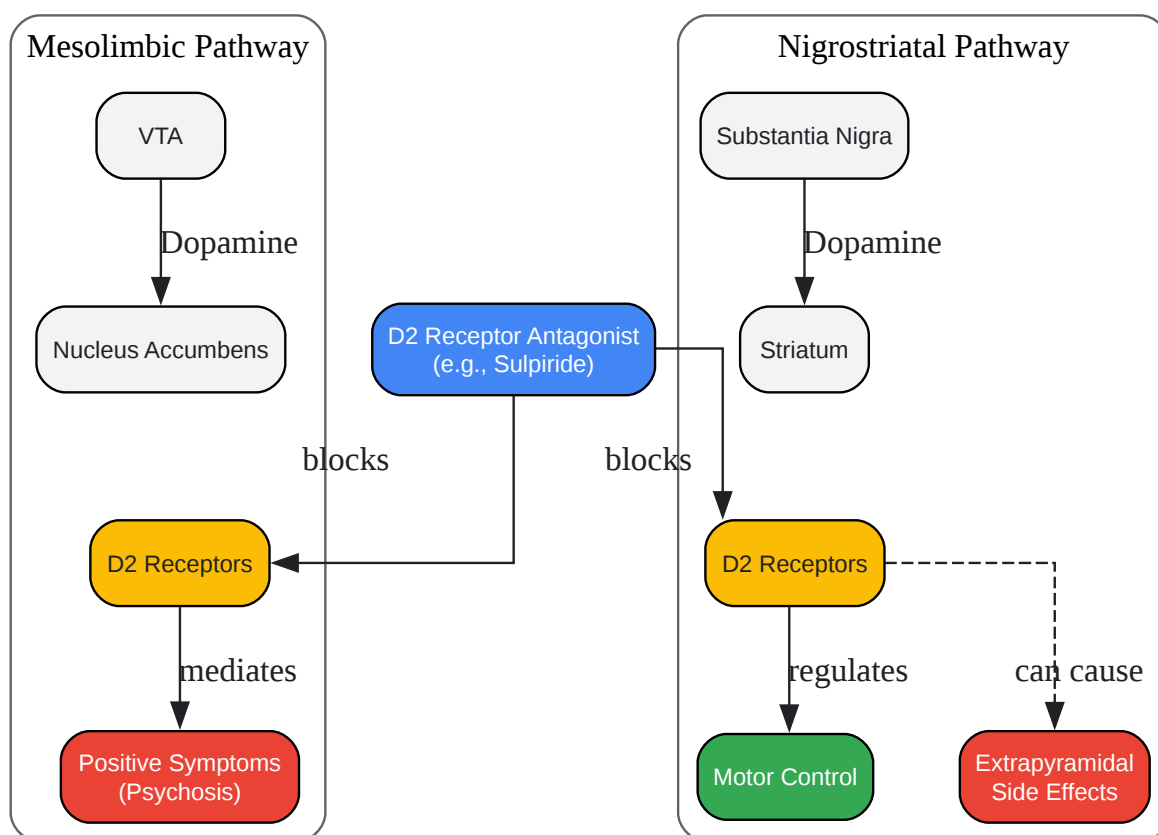 Mesolimbic Pathway
Nigrostriatal Pathway
VTA
Substantia Nigra
Dopamine
Dopamine
Nucleus Accumbens
D2 Receptor Antagonist
(e.g., Sulpiride)
Striatum
blocks
blocks
D2 Receptors
D2 Receptors
mediates
regulates
can cause
Positive Symptoms
(Psychosis)
Motor Control
Extrapyramidal
Side Effects